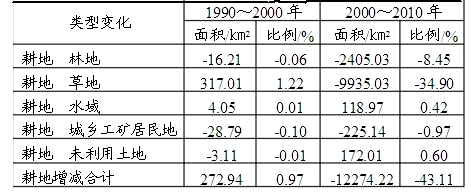 类型变化 1990～2000 年 2000～2010 年
面积/km² 比例/% 面积/km² 比例/%
耕地 林地 -16.21 -0.06 -2405.03 -8.45
耕地 草地 317.01 1.22 -9935.03 -34.90
耕地 水域 4.05 0.01 118.97 0.42
耕地 城乡工矿居民地 -28.79 -0.10 -225.14 -0.97
耕地 未利用土地 -3.11 -0.01 172.01 0.60
耕地增减合计 272.94 0.97 -12274.22 -43.11